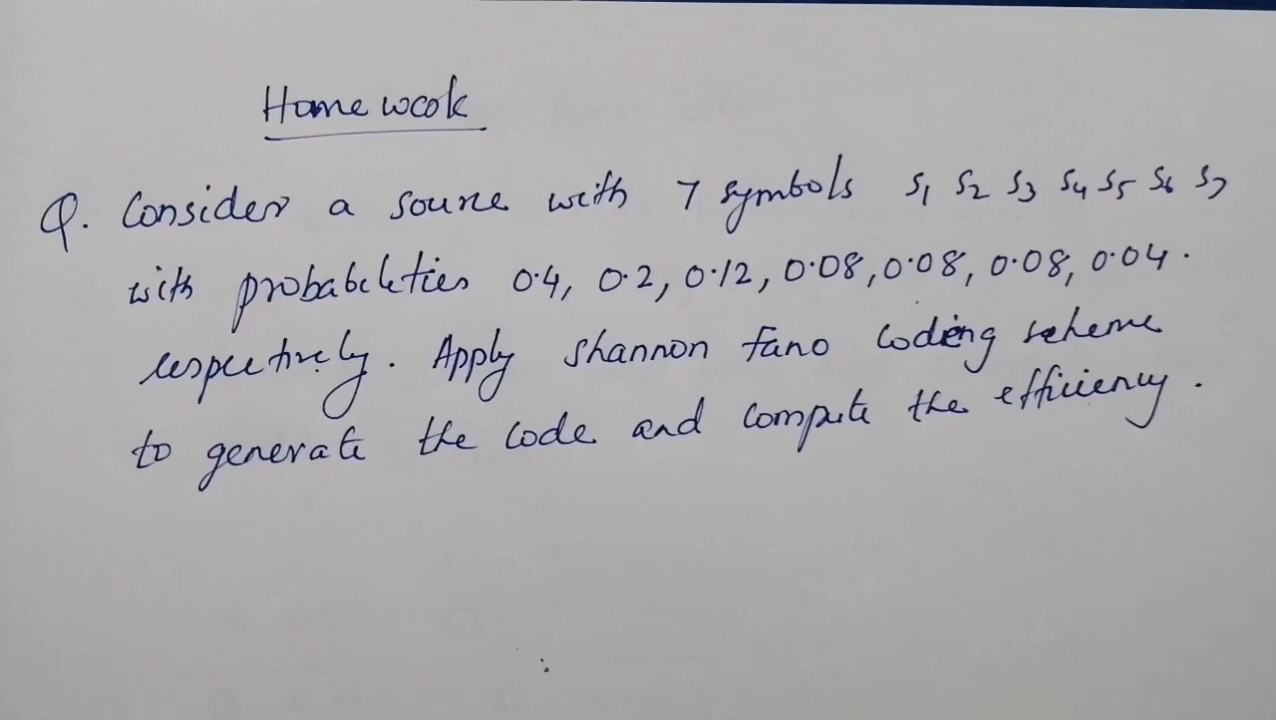 Home work
Q. Consider a source with 7 symbols S1 S2 S3 S4 S5 S6 S7
with probabilities 0.4, 0.2, 0.12, 0.08, 0.08, 0.08, 0.04.
respectively. Apply shannon fano coding scheme
to generate the code and compute the efficiency.